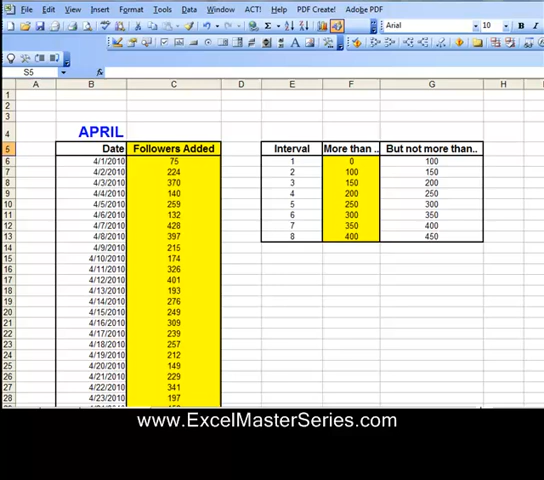 File Edit View Insert Format Tools Data Window ACT! Help PDF Create! Adobe PDF
Arial 10 B I
S5 fx
A B C D E F G H
1
2
3
4 APRIL
5 Date Followers Added Interval More than .. But not more than..
6 4/1/2010 75 1 0 100
7 4/2/2010 224 2 100 150
8 4/3/2010 370 3 150 200
9 4/4/2010 140 4 200 250
10 4/5/2010 259 5 250 300
11 4/6/2010 132 6 300 350
12 4/7/2010 428 7 350 400
13 4/8/2010 397 8 400 450
14 4/9/2010 215
15 4/10/2010 174
16 4/11/2010 326
17 4/12/2010 401
18 4/13/2010 193
19 4/14/2010 276
20 4/15/2010 249
21 4/16/2010 309
22 4/17/2010 239
23 4/18/2010 257
24 4/19/2010 212
25 4/20/2010 149
26 4/21/2010 229
27 4/22/2010 341
28 4/23/2010 197
www.ExcelMasterSeries.com